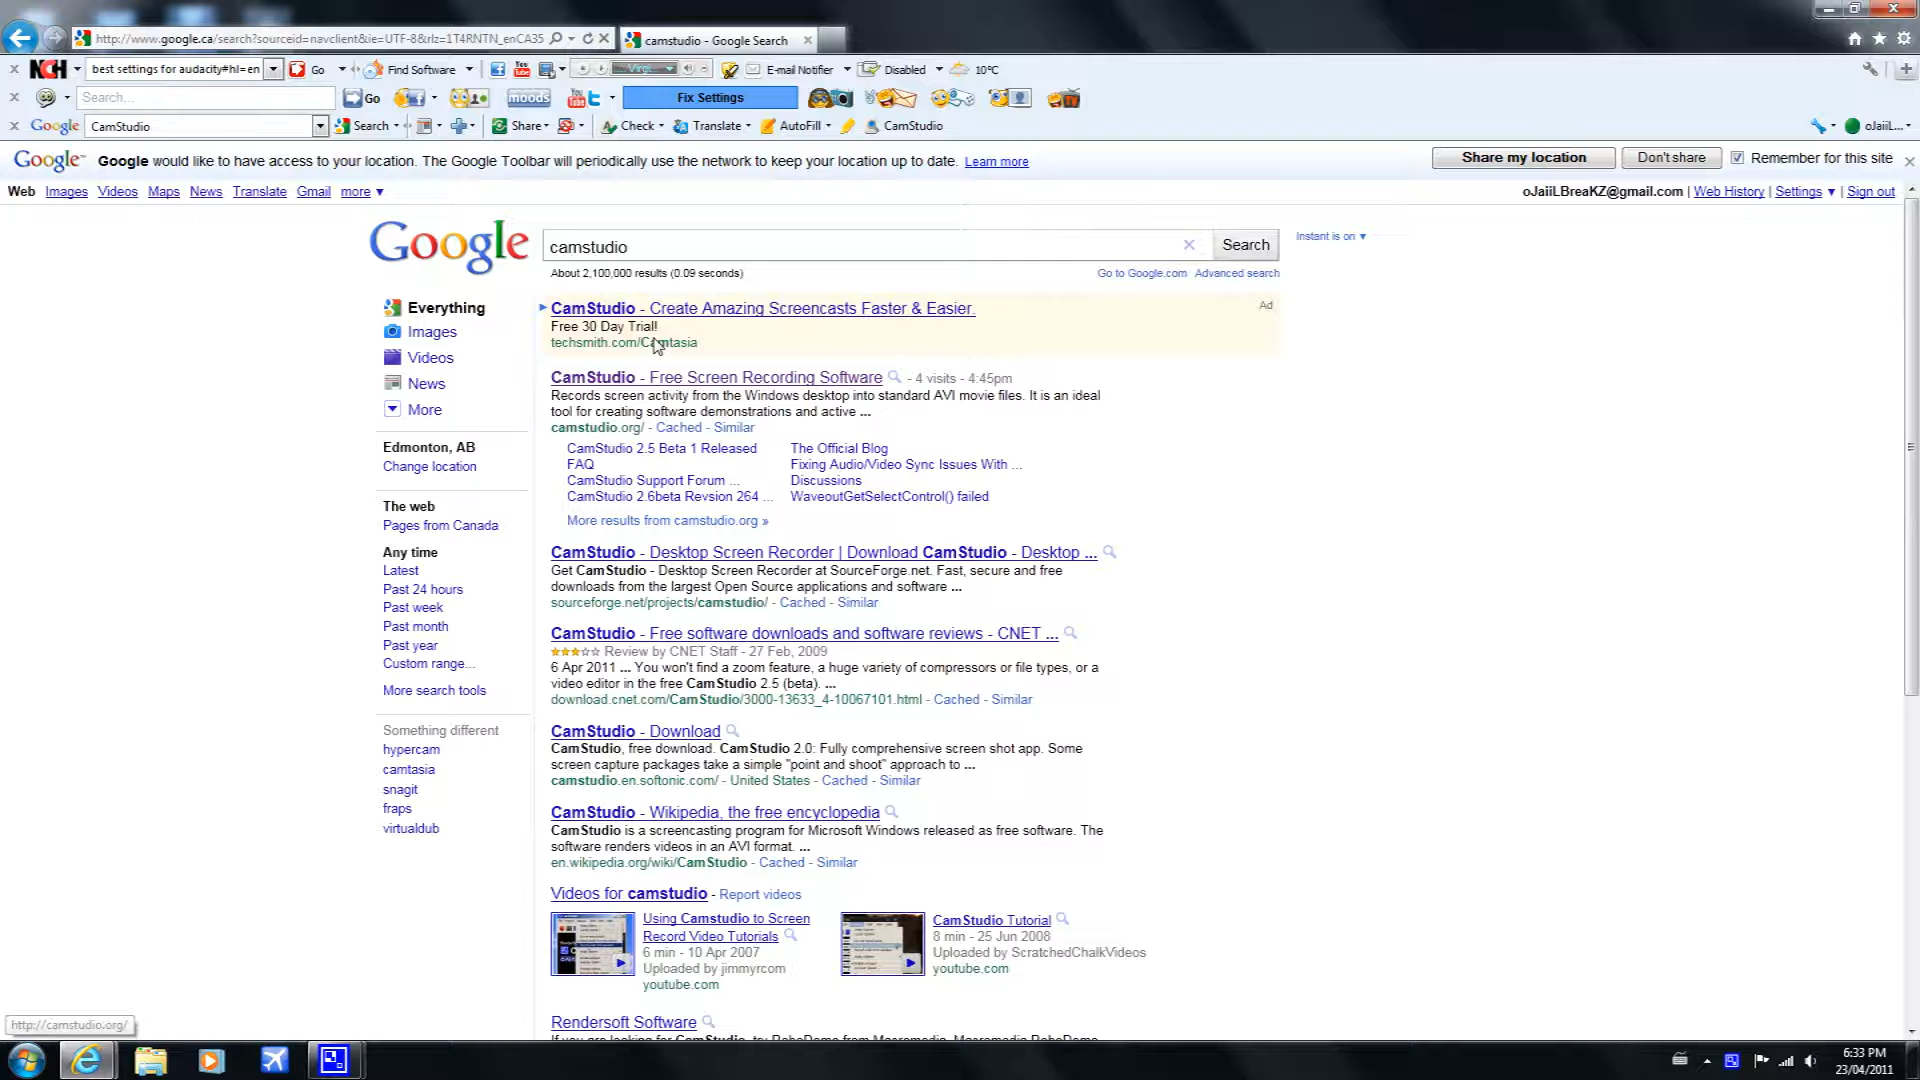 http://www.google.ca/search?sourceid=navclient&ie=UTF-8&rlz=1T4RNTN_enCA35
camstudio - Google Search
NCH
best settings for audacity#hl=en
Go
Find Software
You Tube
E-mail Notifier
Disabled
10°C
Search...
Go
moods
You Tube
Fix Settings
TV
Google
CamStudio
Search
Share
Check
Translate
AutoFill
CamStudio
oJaiiL...
Google
Google would like to have access to your location. The Google Toolbar will periodically use the network to keep your location up to date. Learn more
Share my location
Don't share
Remember for this site
Web Images Videos Maps News Translate Gmail more ▼
oJaiiLBreaKZ@gmail.com | Web History | Settings ▼ | Sign out
Google
camstudio
Search
Instant is on ▼
About 2,100,000 results (0.09 seconds)
Go to Google.com Advanced search
Everything
Images
Videos
News
More
Edmonton, AB
Change location
The web
Pages from Canada
Any time
Latest
Past 24 hours
Past week
Past month
Past year
Custom range...
More search tools
Something different
hypercam
camtasia
snagit
fraps
virtualdub
CamStudio - Create Amazing Screencasts Faster & Easier.
Ad
Free 30 Day Trial!
techsmith.com/Camtasia
CamStudio - Free Screen Recording Software - 4 visits - 4:45pm
Records screen activity from the Windows desktop into standard AVI movie files. It is an ideal
tool for creating software demonstrations and active ...
camstudio.org/ - Cached - Similar
CamStudio 2.5 Beta 1 Released
The Official Blog
FAQ
Fixing Audio/Video Sync Issues With ...
CamStudio Support Forum ...
Discussions
CamStudio 2.6beta Revsion 264 ...
WaveoutGetSelectControl() failed
More results from camstudio.org »
CamStudio - Desktop Screen Recorder | Download CamStudio - Desktop ...
Get CamStudio - Desktop Screen Recorder at SourceForge.net. Fast, secure and free
downloads from the largest Open Source applications and software ...
sourceforge.net/projects/camstudio/ - Cached - Similar
CamStudio - Free software downloads and software reviews - CNET ...
Review by CNET Staff - 27 Feb, 2009
6 Apr 2011 ... You won't find a zoom feature, a huge variety of compressors or file types, or a
video editor in the free CamStudio 2.5 (beta). ...
download.cnet.com/CamStudio/3000-13633_4-10067101.html - Cached - Similar
CamStudio - Download
CamStudio, free download. CamStudio 2.0: Fully comprehensive screen shot app. Some
screen capture packages take a simple "point and shoot" approach to ...
camstudio.en.softonic.com/ - United States - Cached - Similar
CamStudio - Wikipedia, the free encyclopedia
CamStudio is a screencasting program for Microsoft Windows released as free software. The
software renders videos in an AVI format. ...
en.wikipedia.org/wiki/CamStudio - Cached - Similar
Videos for camstudio - Report videos
Using Camstudio to Screen
Record Video Tutorials
6 min - 10 Apr 2007
Uploaded by jimmyrcom
youtube.com
CamStudio Tutorial
8 min - 25 Jun 2008
Uploaded by ScratchedChalkVideos
youtube.com
Rendersoft Software
If you are looking for CamStudio, try RoboDemo from Macromedia. Macromedia RoboDemo
http://camstudio.org/
6:33 PM
23/04/2011